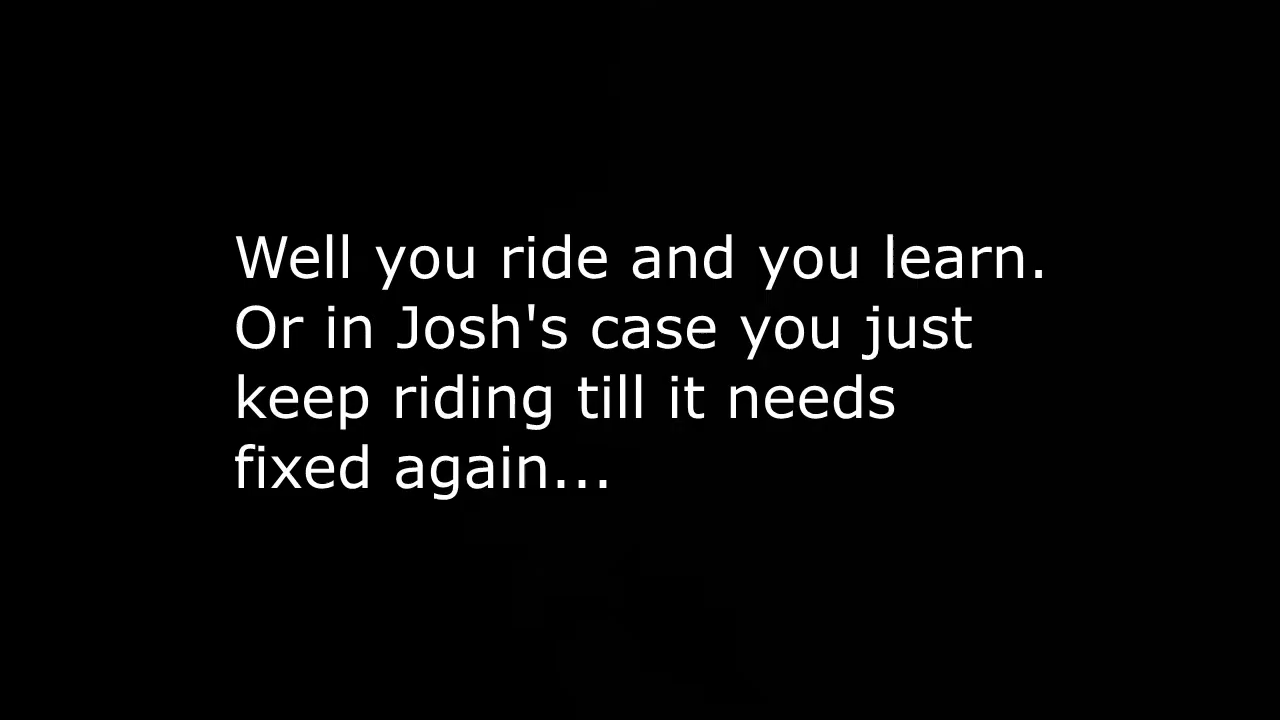 Well you ride and you learn.
Or in Josh's case you just
keep riding till it needs
fixed again...